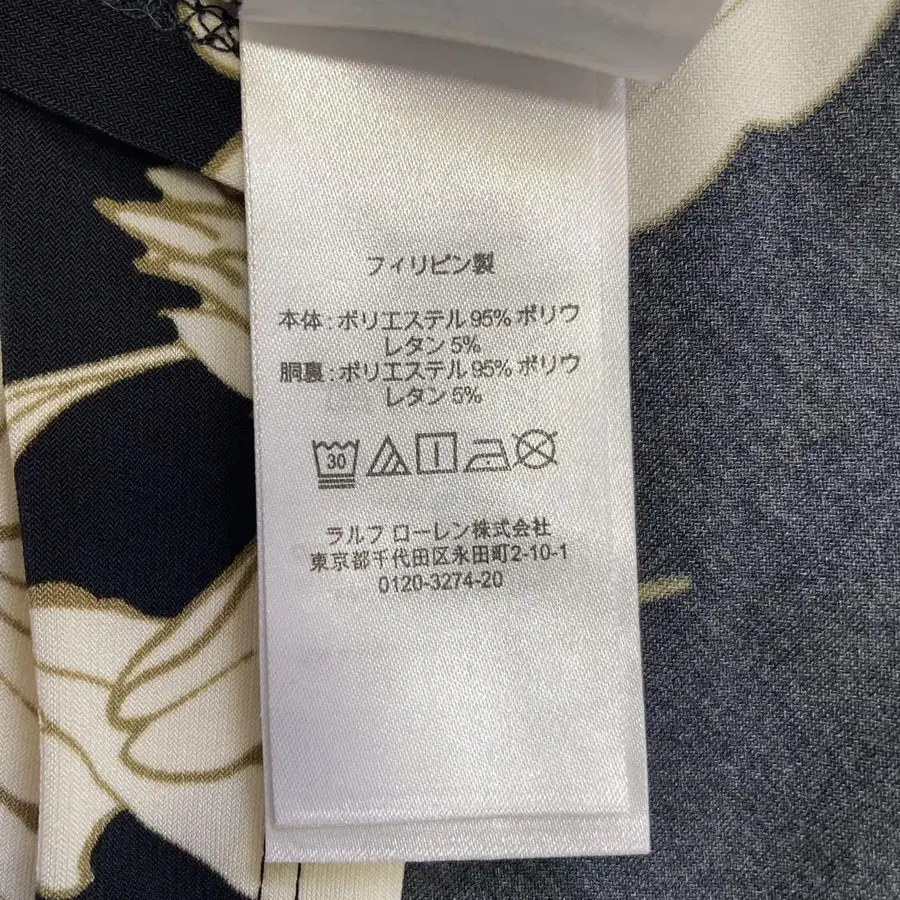 フィリピン製
本体:ポリエステル 95% ポリウ
レタン 5%
胴裏:ポリエステル 95% ポリウ
レタン 5%
30
ラルフ ローレン株式会社
東京都千代田区永田町2-10-1
0120-3274-20